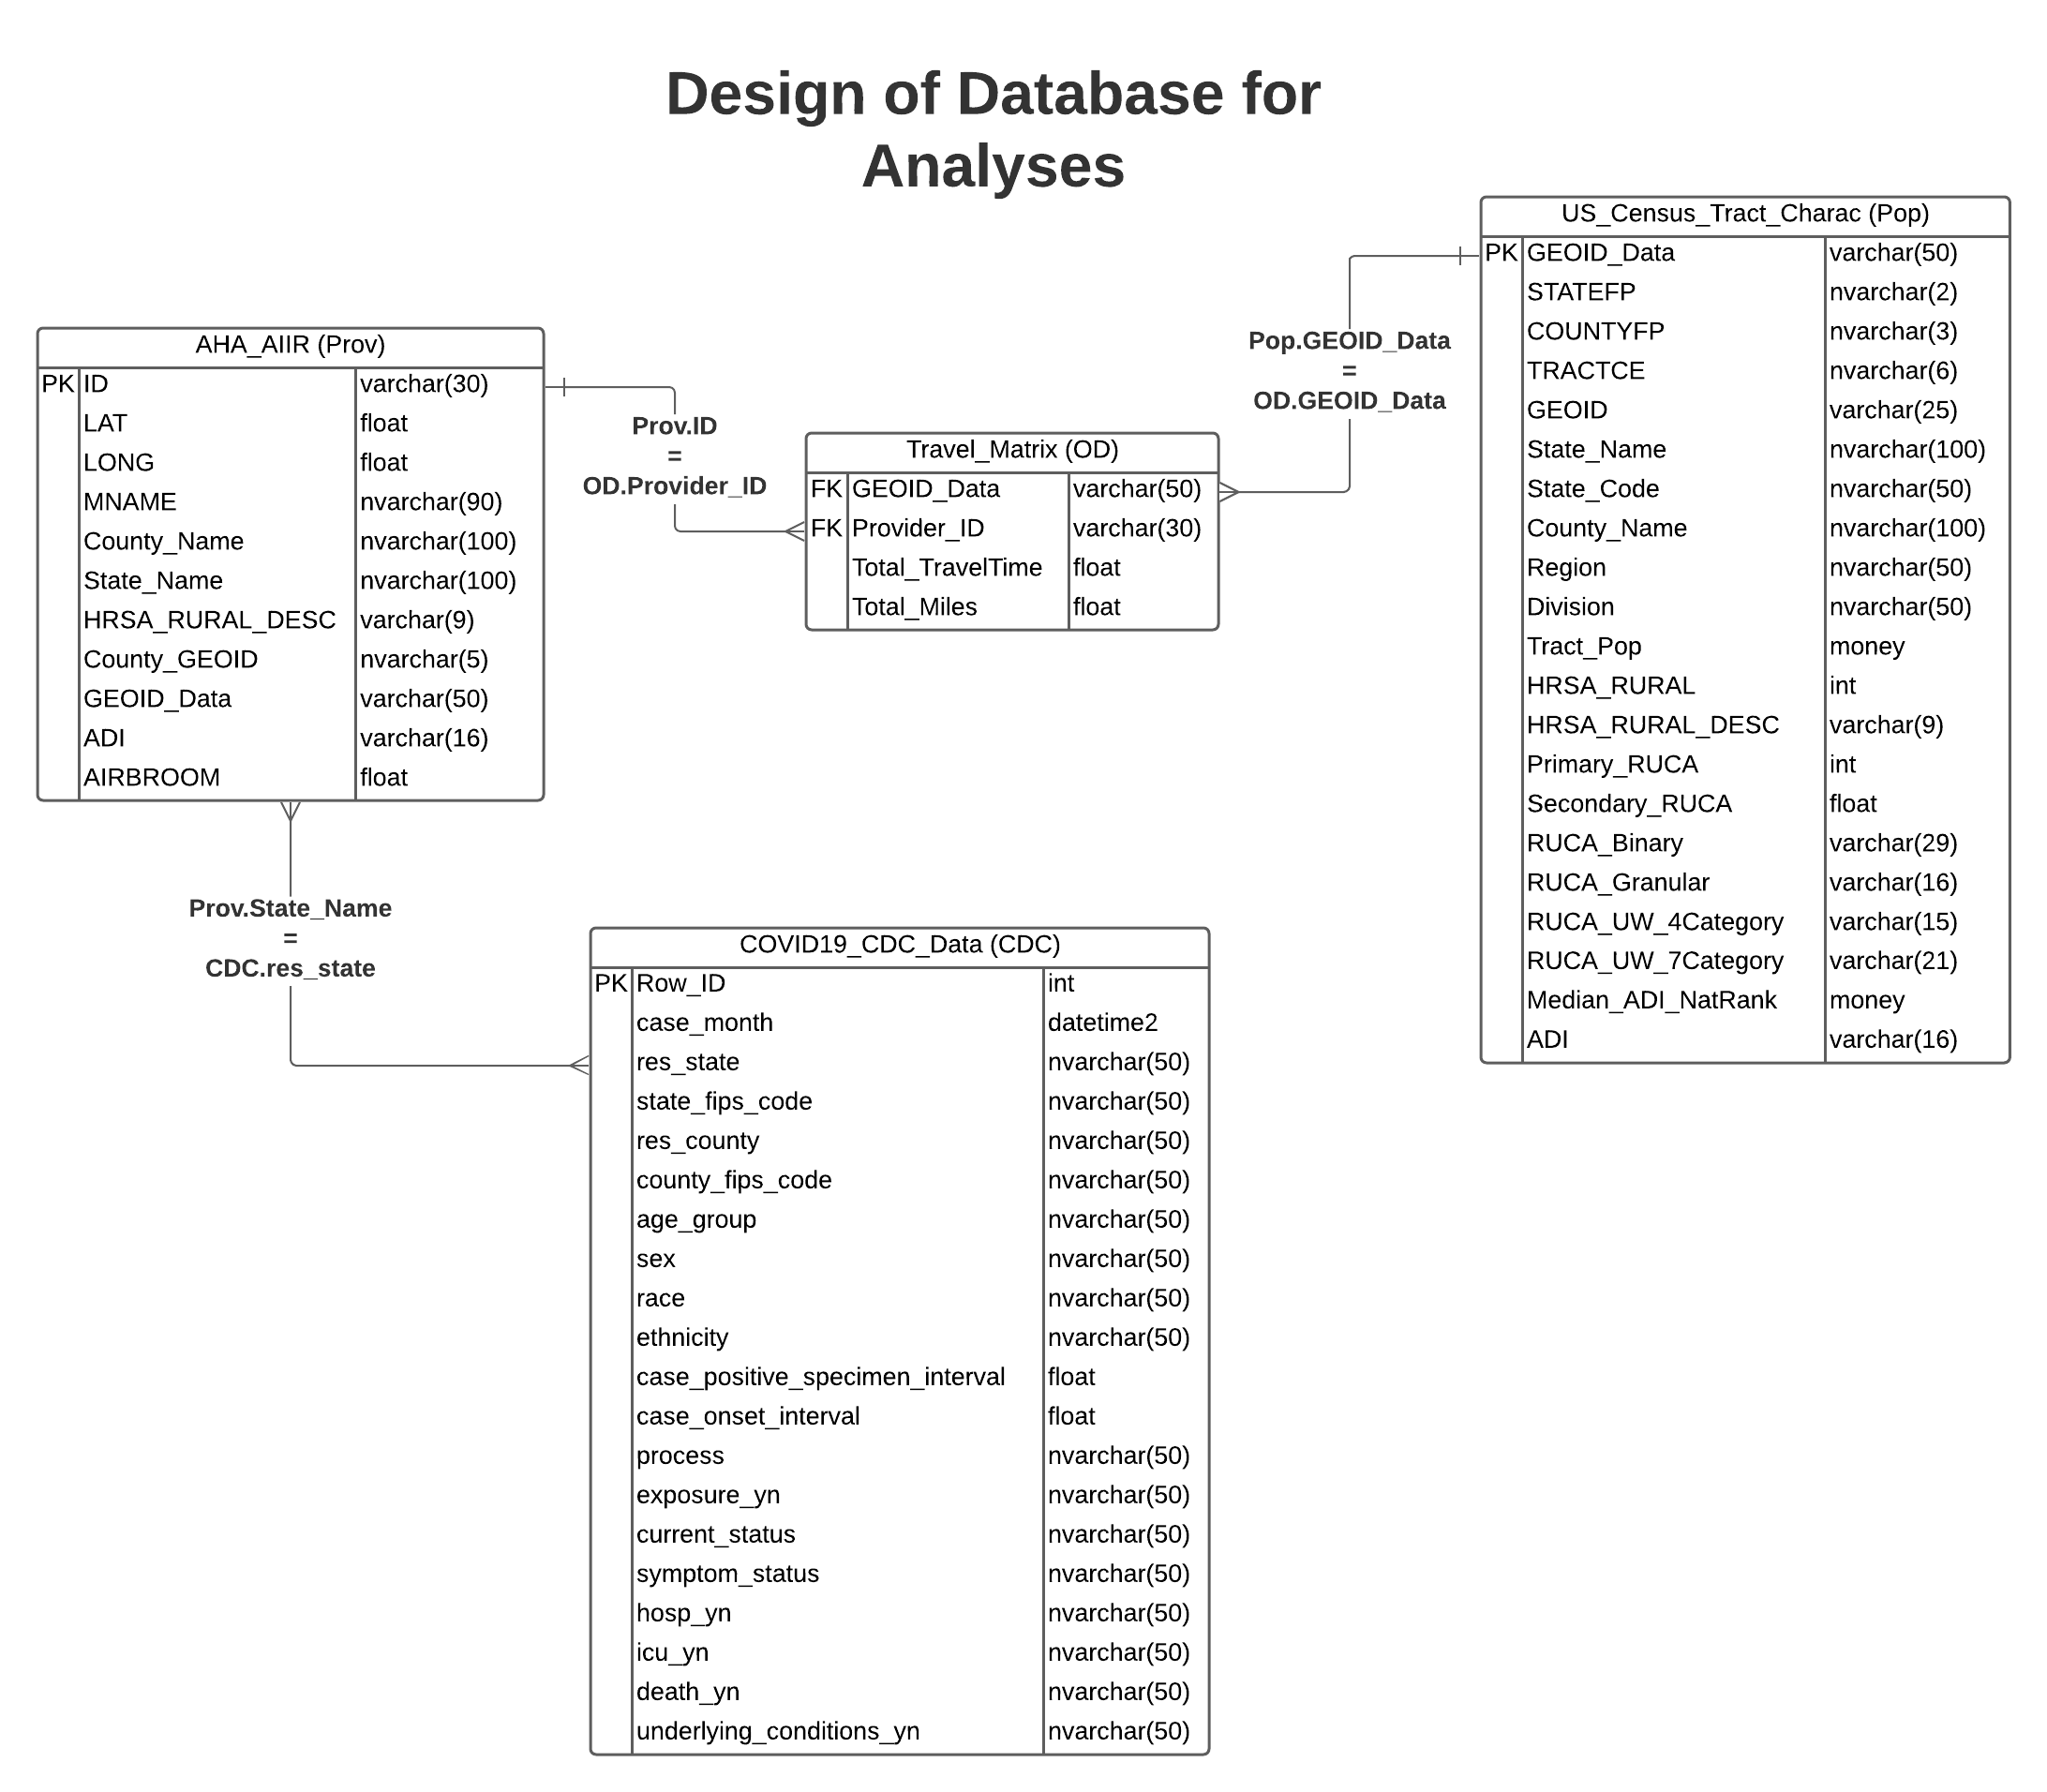 Design of Database for
Analyses
AHA_AIIR (Prov)
PK ID varchar(30)
LAT float
LONG float
MNAME nvarchar(90)
County_Name nvarchar(100)
State_Name nvarchar(100)
HRSA_RURAL_DESC varchar(9)
County_GEOID nvarchar(5)
GEOID_Data varchar(50)
ADI varchar(16)
AIRBROOM float
Prov.ID
=
OD.Provider_ID
Travel_Matrix (OD)
FK GEOID_Data varchar(50)
FK Provider_ID varchar(30)
Total_TravelTime float
Total_Miles float
Pop.GEOID_Data
=
OD.GEOID_Data
US_Census_Tract_Charac (Pop)
PK GEOID_Data varchar(50)
STATEFP nvarchar(2)
COUNTYFP nvarchar(3)
TRACTCE nvarchar(6)
GEOID varchar(25)
State_Name nvarchar(100)
State_Code nvarchar(50)
County_Name nvarchar(100)
Region nvarchar(50)
Division nvarchar(50)
Tract_Pop money
HRSA_RURAL int
HRSA_RURAL_DESC varchar(9)
Primary_RUCA int
Secondary_RUCA float
RUCA_Binary varchar(29)
RUCA_Granular varchar(16)
RUCA_UW_4Category varchar(15)
RUCA_UW_7Category varchar(21)
Median_ADI_NatRank money
ADI varchar(16)
Prov.State_Name
=
CDC.res_state
COVID19_CDC_Data (CDC)
PK Row_ID int
case_month datetime2
res_state nvarchar(50)
state_fips_code nvarchar(50)
res_county nvarchar(50)
county_fips_code nvarchar(50)
age_group nvarchar(50)
sex nvarchar(50)
race nvarchar(50)
ethnicity nvarchar(50)
case_positive_specimen_interval float
case_onset_interval float
process nvarchar(50)
exposure_yn nvarchar(50)
current_status nvarchar(50)
symptom_status nvarchar(50)
hosp_yn nvarchar(50)
icu_yn nvarchar(50)
death_yn nvarchar(50)
underlying_conditions_yn nvarchar(50)